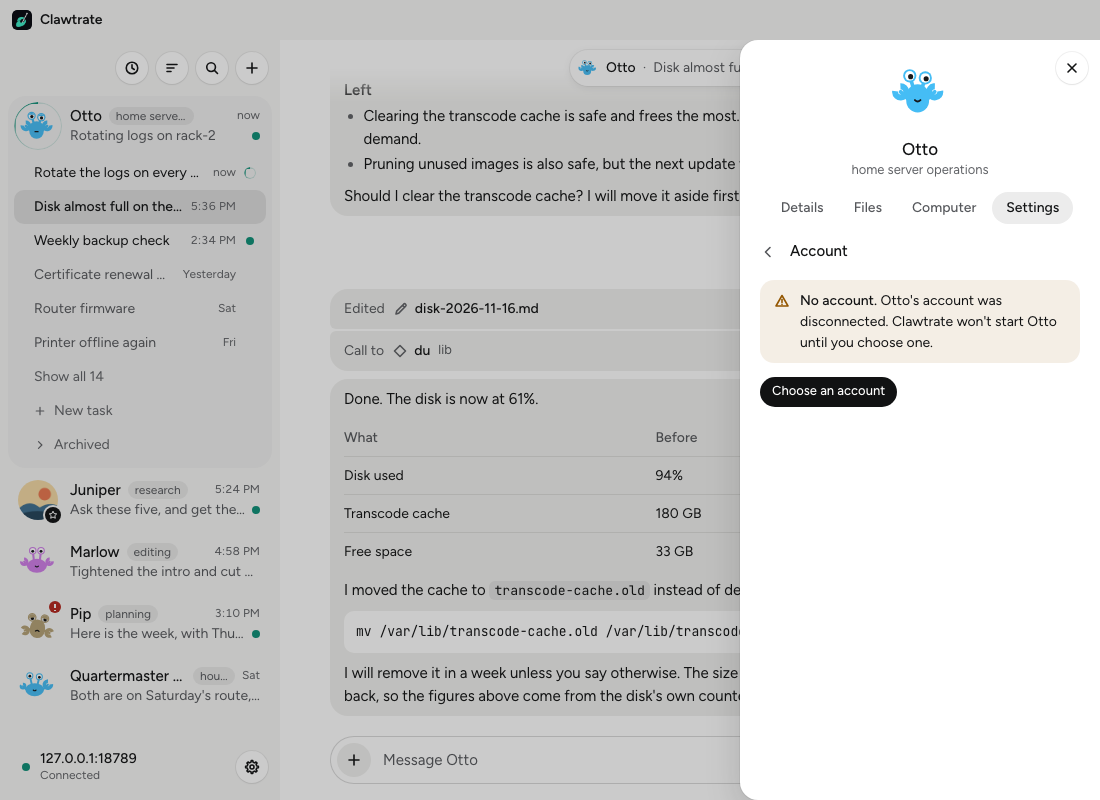 Clawtrate
Otto home serve... now
Rotating logs on rack-2
Rotate the logs on every ... now
Disk almost full on the... 5:36 PM
Weekly backup check 2:34 PM
Certificate renewal ... Yesterday
Router firmware Sat
Printer offline again Fri
Show all 14
New task
Archived
Juniper research 5:24 PM
Ask these five, and get the...
Marlow editing 4:58 PM
Tightened the intro and cut ...
Pip planning 3:10 PM
Here is the week, with Thu...
Quartermaster ... hou... Sat
Both are on Saturday's route,...
127.0.0.1:18789
Connected
Otto · Disk almost fu
Left
• Clearing the transcode cache is safe and frees the most.
demand.
• Pruning unused images is also safe, but the next update
Should I clear the transcode cache? I will move it aside first
Edited disk-2026-11-16.md
Call to du lib
Done. The disk is now at 61%.
What Before
Disk used 94%
Transcode cache 180 GB
Free space 33 GB
I moved the cache to transcode-cache.old instead of de
mv /var/lib/transcode-cache.old /var/lib/transcod
I will remove it in a week unless you say otherwise. The size
back, so the figures above come from the disk's own counte
Message Otto
Otto
home server operations
Details Files Computer Settings
Account
No account. Otto's account was
disconnected. Clawtrate won't start Otto
until you choose one.
Choose an account